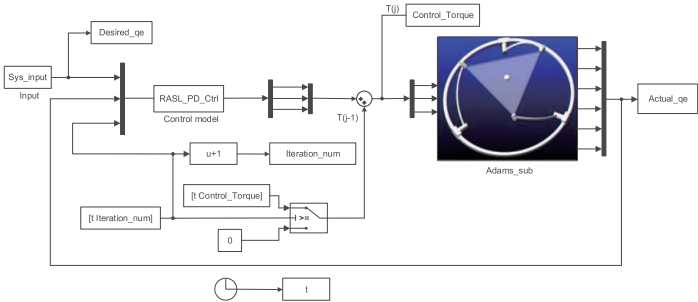 T(j)
Control_Torque
Desired_qe
Sys_input
Input
RASL_PD_Ctrl
Control model
T(j-1)
Actual_qe
Adams_sub
u+1
Iteration_num
[t Control_Torque]
[t Iteration_num]
>=
0
t